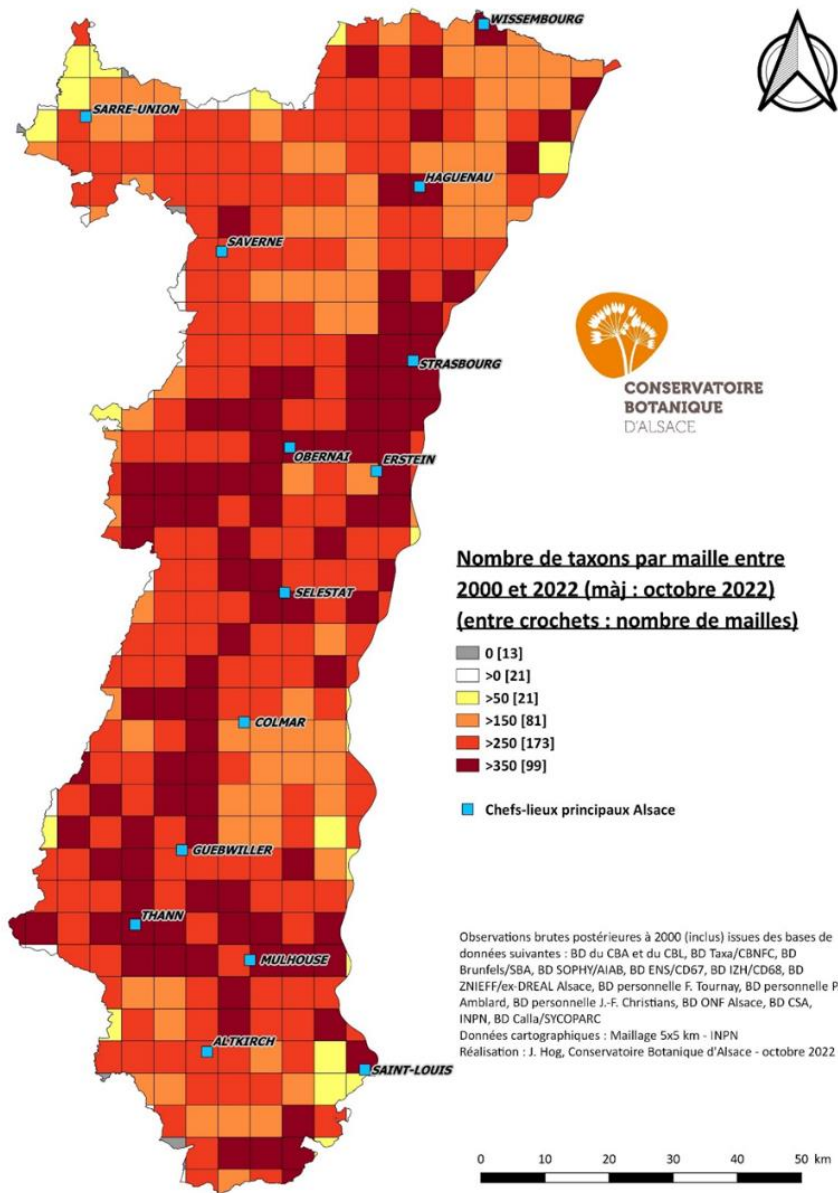 WISSEMBOURG
SARRE-UNION
HAGUENAU
SAVERNE
STRASBOURG
CONSERVATOIRE
BOTANIQUE
D'ALSACE
OBERNAI
ERSTEIN
Nombre de taxons par maille entre
2000 et 2022 (màj : octobre 2022)
(entre crochets : nombre de mailles)
SELESTAT
0 [13]
>0 [21]
>50 [21]
>150 [81]
>250 [173]
>350 [99]
COLMAR
Chefs-lieux principaux Alsace
GUEBWILLER
THANN
MULHOUSE
Observations brutes postérieures à 2000 (inclus) issues des bases de
données suivantes : BD du CBA et du CBL, BD Taxa/CBNFC, BD
Brunfels/SBA, BD SOPHY/AIAB, BD ENS/CD67, BD IZH/CD68, BD
ZNIEFF/ex-DREAL Alsace, BD personnelle F. Tournay, BD personnelle P.
Amblard, BD personnelle J.-F. Christians, BD ONF Alsace, BD CSA,
INPN, BD Calla/SYCOPARC
Données cartographiques : Maillage 5x5 km - INPN
Réalisation : J. Hog, Conservatoire Botanique d'Alsace - octobre 2022
ALTKIRCH
SAINT-LOUIS
0 10 20 30 40 50 km